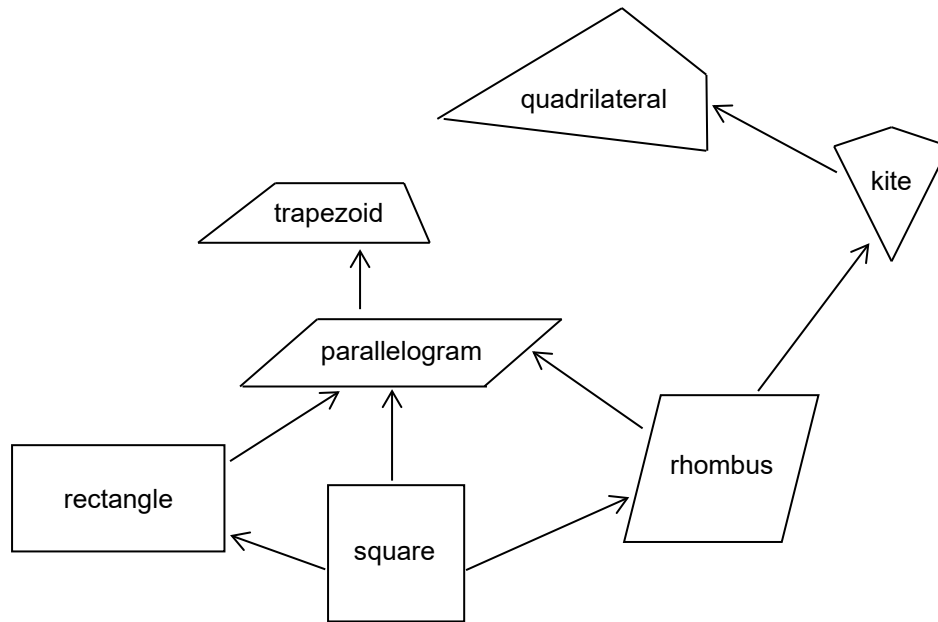 quadrilateral
kite
trapezoid
parallelogram
rhombus
rectangle
square